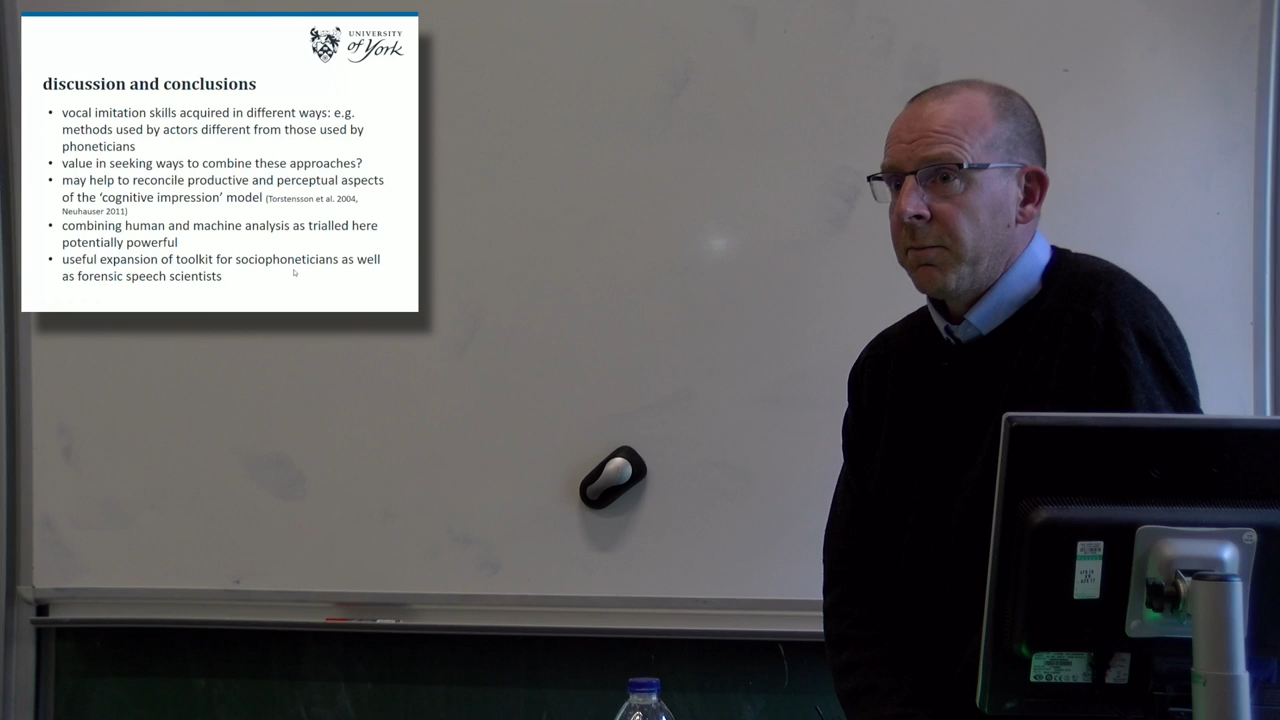 UNIVERSITY
of York
discussion and conclusions
• vocal imitation skills acquired in different ways: e.g.
methods used by actors different from those used by
phoneticians
• value in seeking ways to combine these approaches?
• may help to reconcile productive and perceptual aspects
of the ‘cognitive impression’ model (Torstensson et al. 2004,
Neuhauser 2011)
• combining human and machine analysis as trialled here
potentially powerful
• useful expansion of toolkit for sociophoneticians as well
as forensic speech scientists